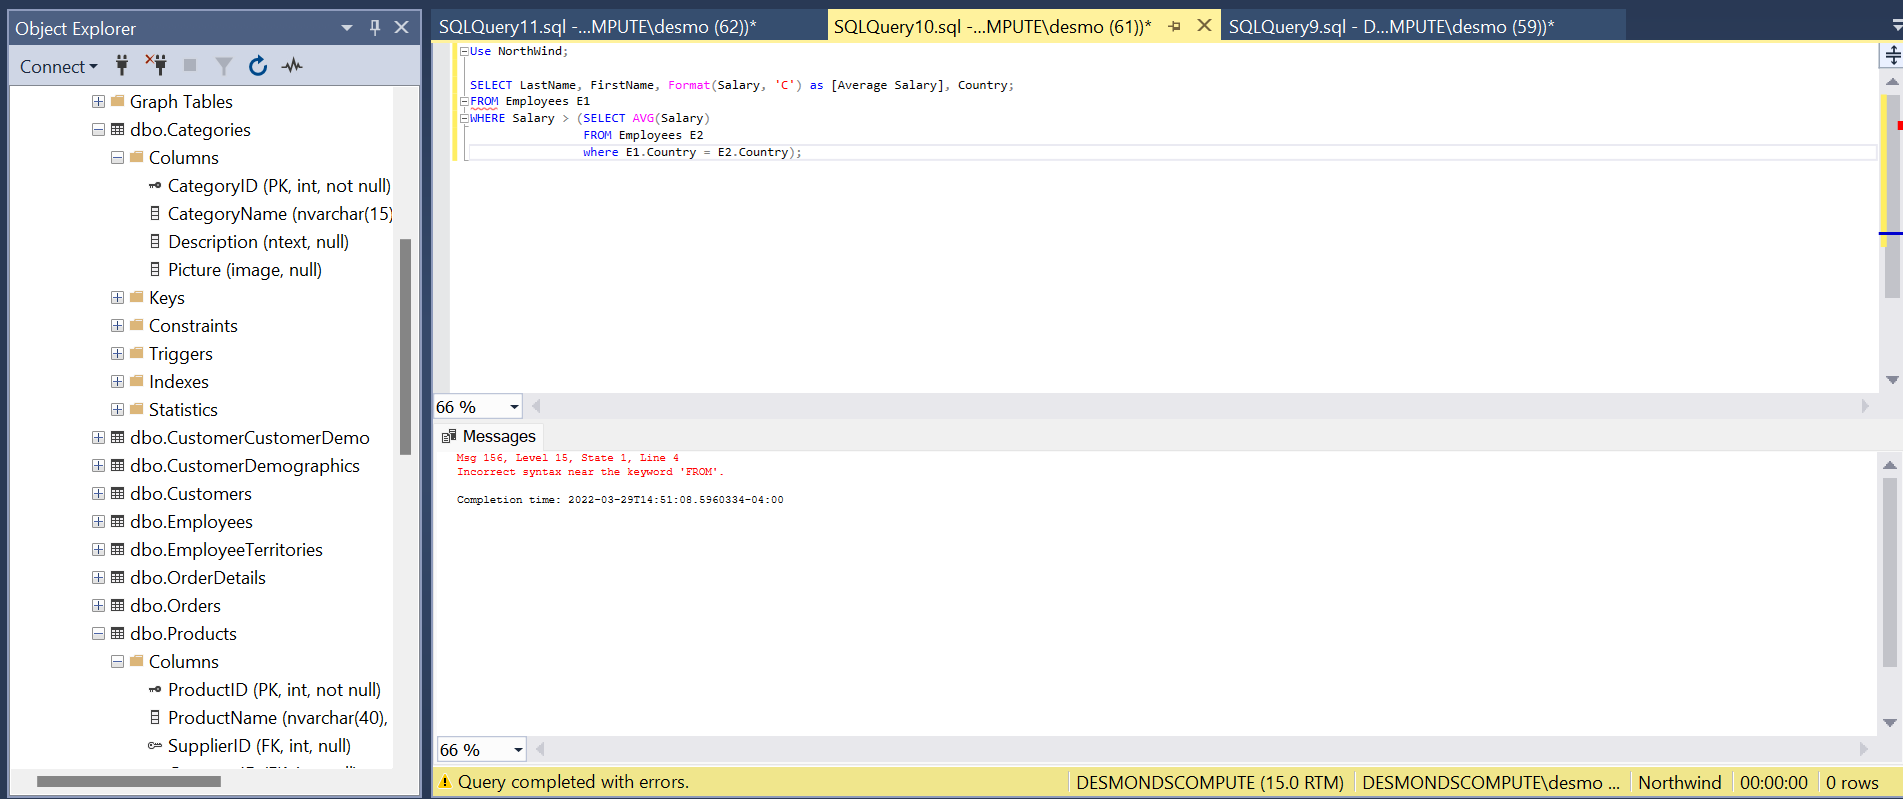 Object Explorer
Connect
Graph Tables
dbo.Categories
Columns
CategoryID (PK, int, not null)
CategoryName (nvarchar(15)
Description (ntext, null)
Picture (image, null)
Keys
Constraints
Triggers
Indexes
Statistics
dbo.CustomerCustomerDemo
dbo.CustomerDemographics
dbo.Customers
dbo.Employees
dbo.EmployeeTerritories
dbo.OrderDetails
dbo.Orders
dbo.Products
Columns
ProductID (PK, int, not null)
ProductName (nvarchar(40),
SupplierID (FK, int, null)
SQLQuery11.sql -...MPUTE\desmo (62))*
SQLQuery10.sql -...MPUTE\desmo (61))*
SQLQuery9.sql - D...MPUTE\desmo (59))*
Use NorthWind;
SELECT LastName, FirstName, Format(Salary, 'C') as [Average Salary], Country;
FROM Employees E1
WHERE Salary > (SELECT AVG(Salary)
FROM Employees E2
where E1.Country = E2.Country);
66 %
Messages
Msg 156, Level 15, State 1, Line 4
Incorrect syntax near the keyword 'FROM'.
Completion time: 2022-03-29T14:51:08.5960334-04:00
66 %
Query completed with errors.
DESMONDSCOMPUTE (15.0 RTM)
DESMONDSCOMPUTE\desmo ...
Northwind
00:00:00
0 rows